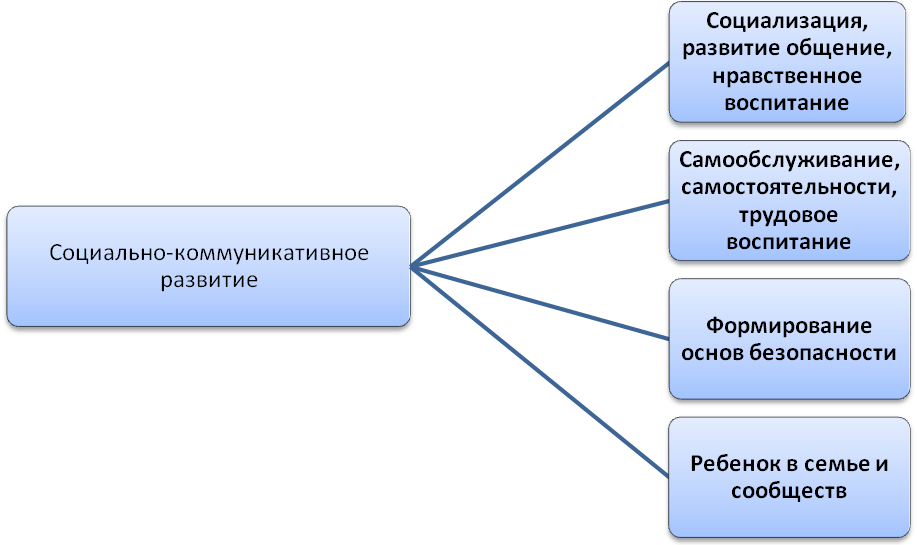 Социально-коммуникативное
развитие
Социализация,
развитие общение,
нравственное
воспитание
Самообслуживание,
самостоятельности,
трудовое
воспитание
Формирование
основ безопасности
Ребенок в семье и
сообществ